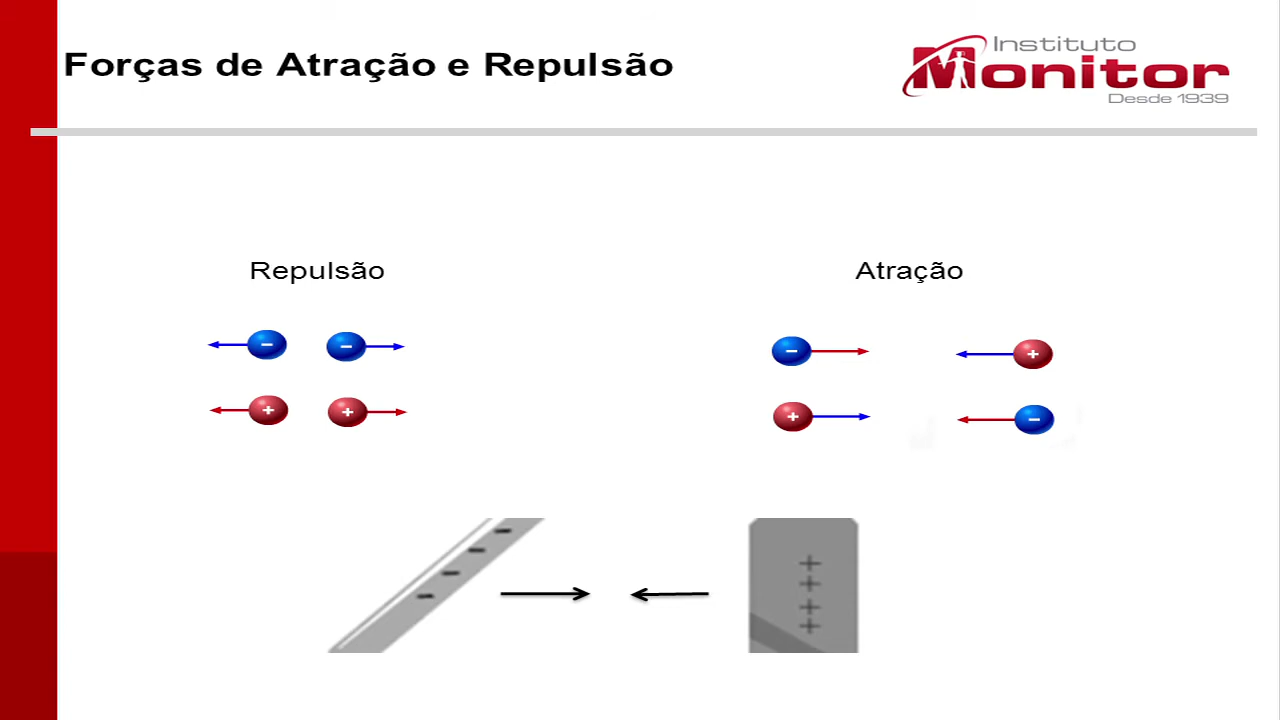 Forças de Atração e Repulsão
Instituto
Monitor
Desde 1939
Repulsão
Atração
− −
− +
+ +
+ −
- - - -
+
+
+
+